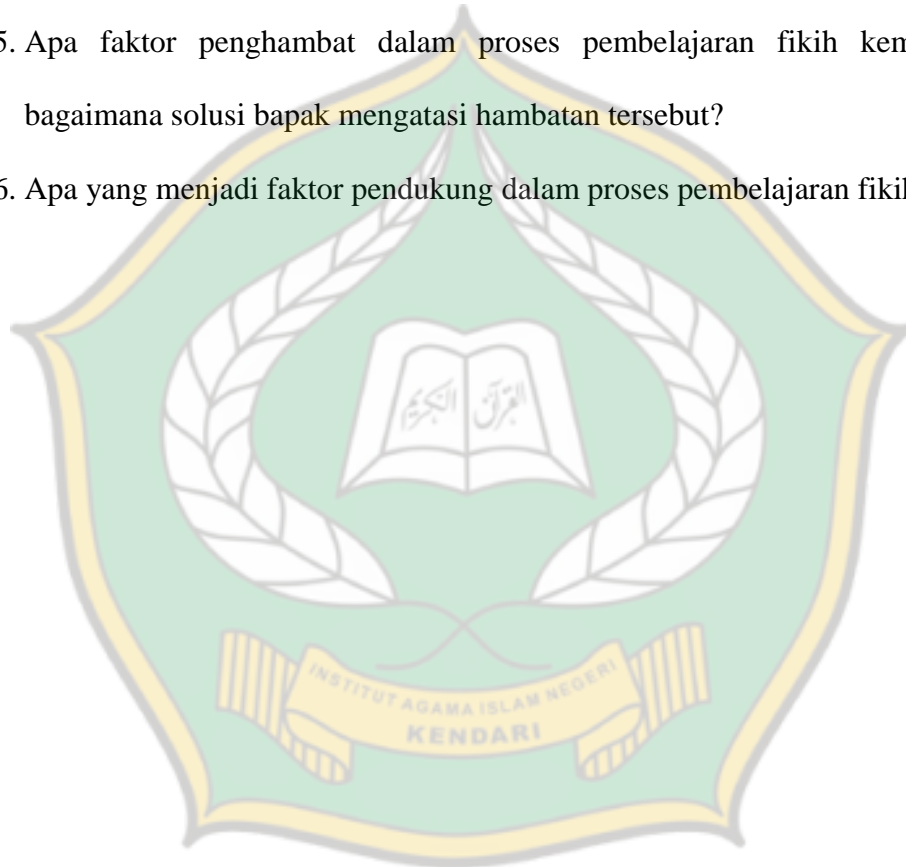 5. Apa faktor penghambat dalam proses pembelajaran fikih
bagaimana solusi bapak mengatasi hambatan tersebut?
6. Apa yang menjadi faktor pendukung dalam proses pembelajaran
القرآن الكريم
INSTITUT AGAMA ISLAM NEGERI
KENDARI